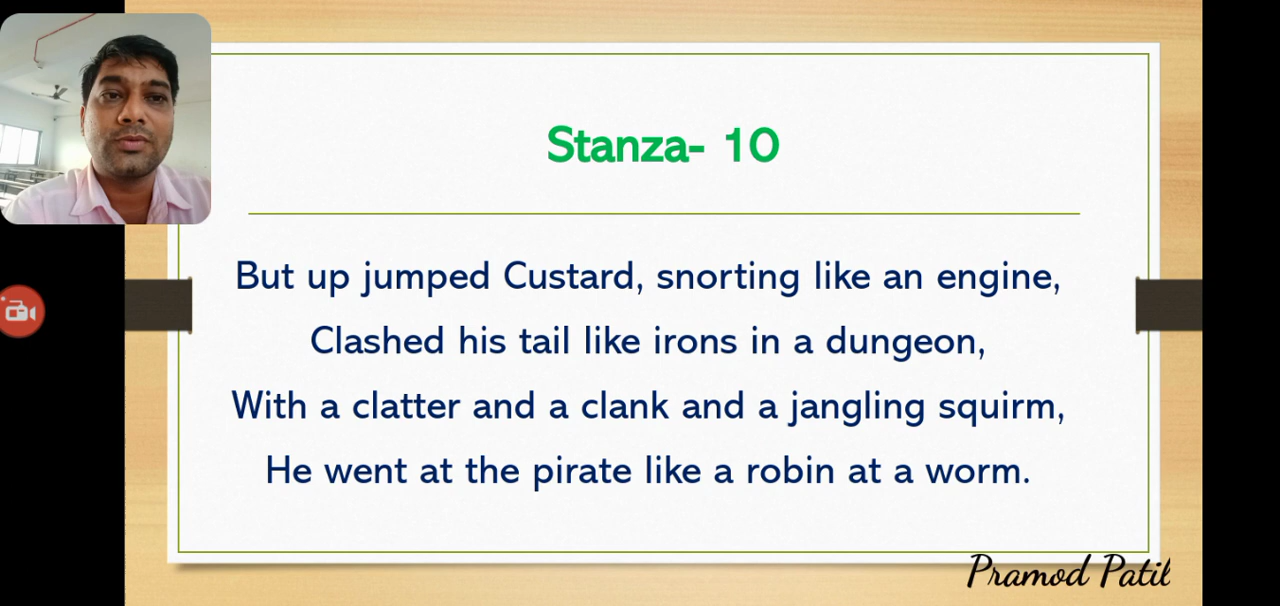 Stanza- 10
But up jumped Custard, snorting like an engine,
Clashed his tail like irons in a dungeon,
With a clatter and a clank and a jangling squirm,
He went at the pirate like a robin at a worm.
Pramod Patil